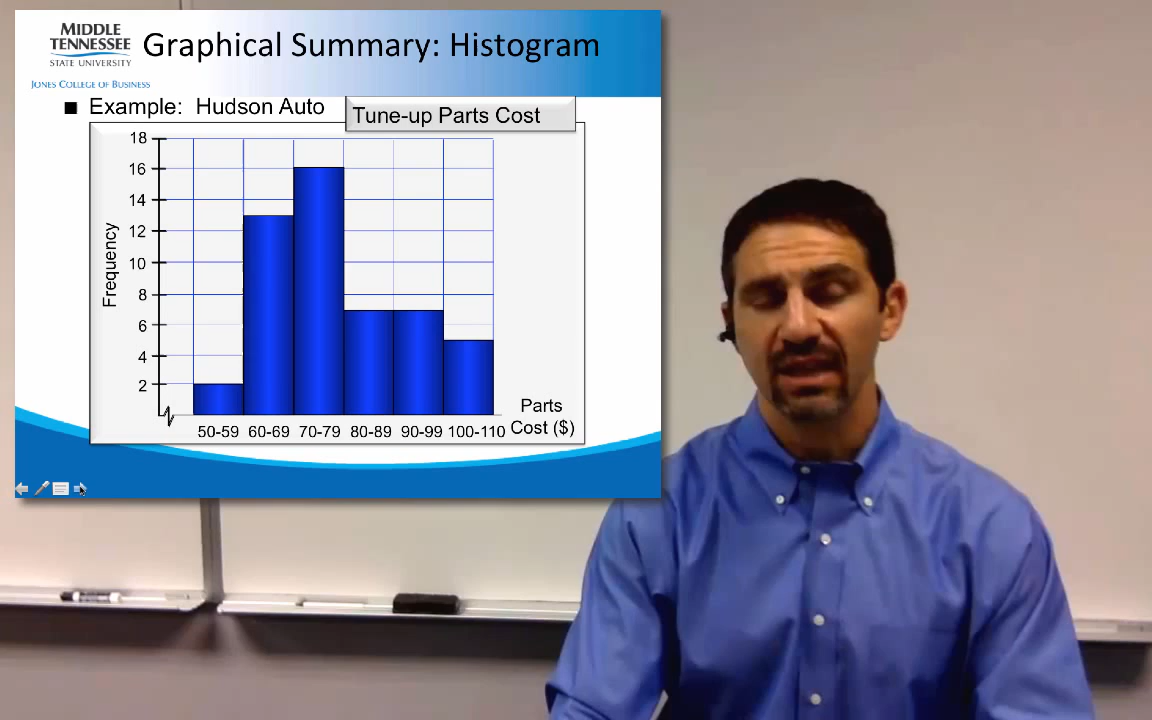 MIDDLE
TENNESSEE
STATE UNIVERSITY
JONES COLLEGE OF BUSINESS
Graphical Summary: Histogram
Example: Hudson Auto
Tune-up Parts Cost
18
16
14
12
10
8
6
4
2
Frequency
50-59 60-69 70-79 80-89 90-99 100-110
Parts
Cost ($)